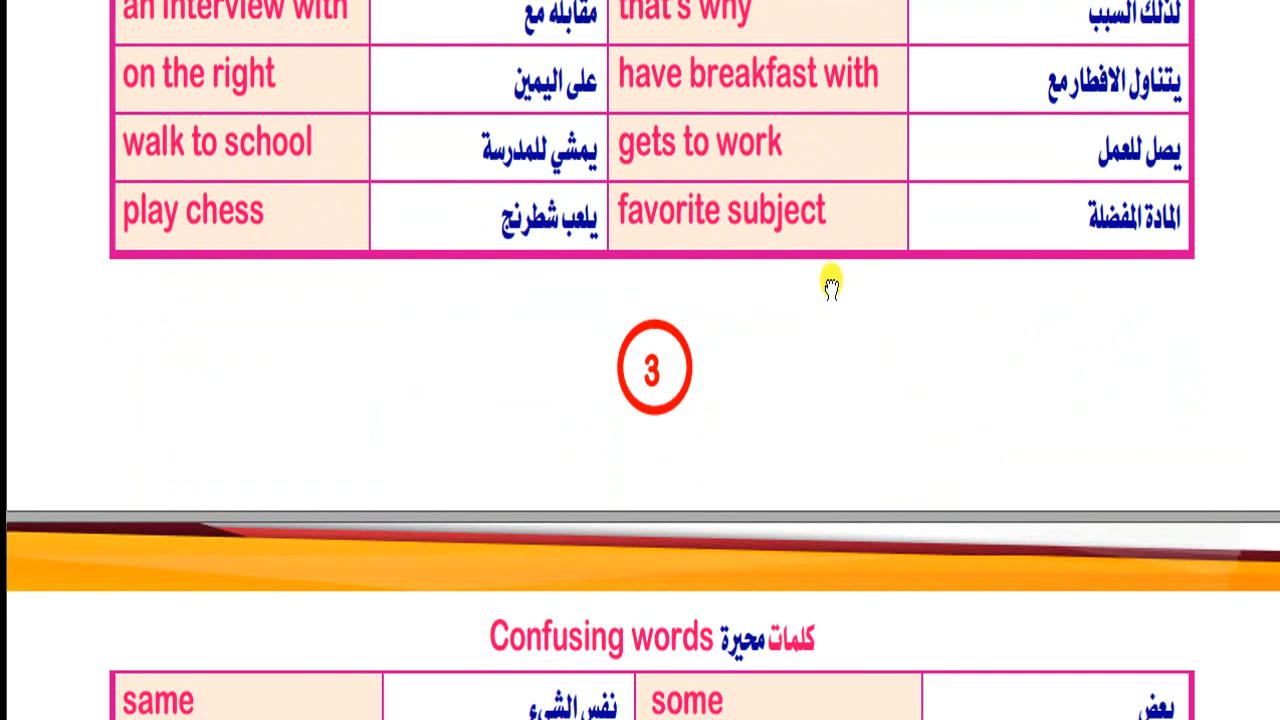 an interview with مقابلة مع that's why لذلك السبب
on the right على اليمين have breakfast with يتناول الافطار مع
walk to school يمشي للمدرسة gets to work يصل للعمل
play chess يلعب شطرنج favorite subject المادة المفضلة
3
Confusing words كلمات محيرة
same نفس الشيء some بعض